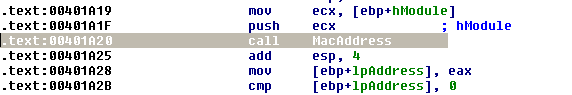 .text:00401A19 mov ecx, [ebp+hModule]
.text:00401A1F push ecx ; hModule
.text:00401A20 call MacAddress
.text:00401A25 add esp, 4
.text:00401A28 mov [ebp+lpAddress], eax
.text:00401A2B cmp [ebp+lpAddress], 0